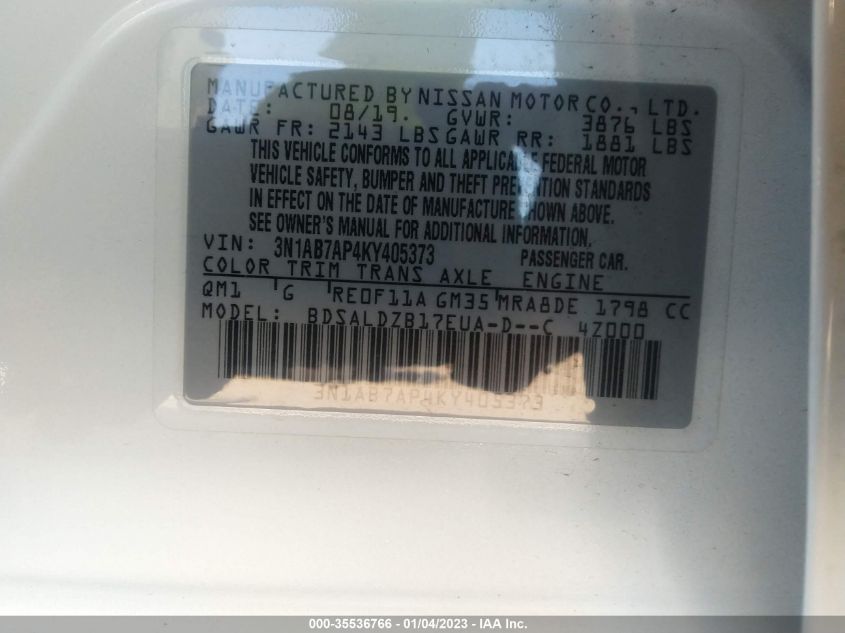 MANUFACTURED BY NISSAN MOTOR CO., LTD.
DATE: 08/19. GVWR: 3876 LBS
GAWR FR: 2143 LBS GAWR RR: 1881 LBS
THIS VEHICLE CONFORMS TO ALL APPLICABLE FEDERAL MOTOR
VEHICLE SAFETY, BUMPER AND THEFT PREVENTION STANDARDS
IN EFFECT ON THE DATE OF MANUFACTURE SHOWN ABOVE.
SEE OWNER'S MANUAL FOR ADDITIONAL INFORMATION.
VIN: 3N1AB7AP4KY405373 PASSENGER CAR.
COLOR TRIM TRANS AXLE ENGINE
QM1 G RE0F11A GM35 MRA8DE 1798 CC
MODEL: BDSALDZB17EUA-D--C 4Z000
3N1AB7AP4KY405373
000-35536766 - 01/04/2023 - IAA Inc.